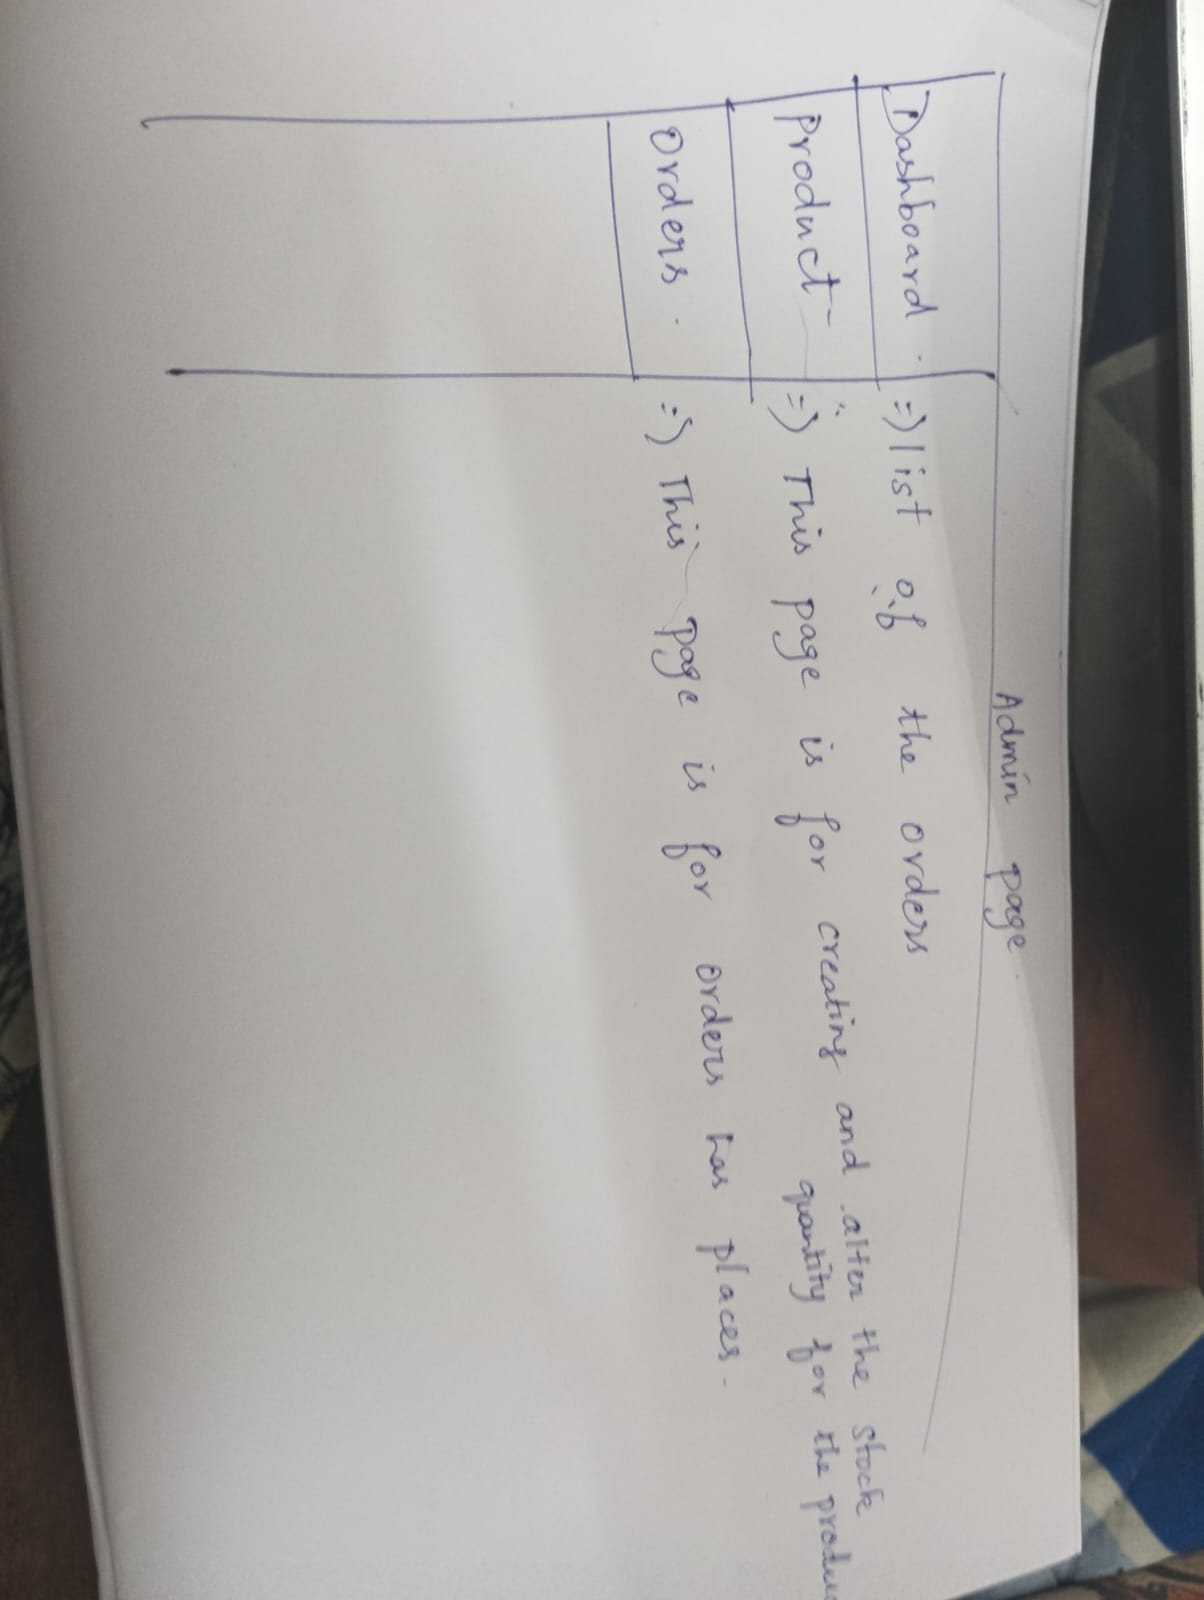 Admin page.
Dashboard. => list of the orders
Product => This page is for creating and alter the stock
quantity for the produc
Orders. => This page is for orders has places.